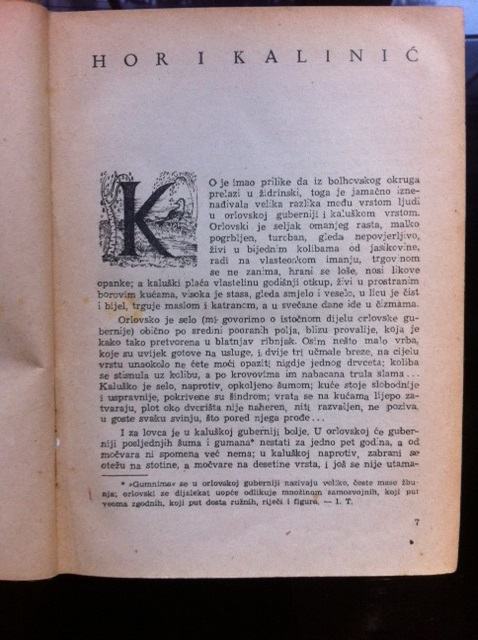 HOR I KALINIĆ
KO je imao prilike da iz bolhovskog okruga
prelazi u židrinski, toga je jamačno izne-
nađivala velika razlika među vrstom ljudi
u orlovskoj guberniji i kaluškom vrstom.
Orlovski je seljak omanjeg rasta, malko
pogrbljen, turoban, gleda nepovjerljivo,
živi u bijednim kolibama od jasikovine,
radi na vlasteoskom imanju, trgovinom
se ne zanima, hrani se loše, nosi likove
opanke; a kaluški plaća vlastelinu godišnji otkup, živi u prostranim
borovim kućama, visoka je stasa, gleda smjelo i veselo, u licu je čist
i bijel, trguje maslom i katranom, a u svečane dane ide u čizmama.
Orlovsko je selo (mi govorimo o istočnom dijelu orlovske gu-
bernije) obično po sredini pooranih polja, blizu provalije, koja je
kako tako pretvorena u blatnjav ribnjak. Osim nešto malo vrba,
koje su uvijek gotove na usluge, i dvije tri učmale breze, na cijelu
vrstu unaokolo ne ćete moći opaziti nigdje jednog drvceta; koliba
se stisnula uz kolibu, a po krovovima im nabacana trula slama...
Kaluško je selo, naprotiv, opkoljeno šumom; kuće stoje slobodnije
i uspravnije, pokrivene su šindrom; vrata se na kućama lijepo za-
tvaraju, plot oko dvorišta nije naheren, niti razvaljen, ne poziva
u goste svaku svinju, što pored njega prođe...
I za lovca je u kaluškoj guberniji bolje. U orlovskoj će guber-
niji posljednjih šuma i gumana* nestati za jedno pet godina, a od
močvara ni spomena već nema; u kaluškoj naprotiv, zabrani se
otežu na stotine, a močvare na desetine vrsta, i još se nije utama-
* »Gumnima« se u orlovskoj guberniji nazivaju velike, česte mase žbu-
nja; orlovski se dijalekat uopće odlikuje množinom samosvojnih, koji put
veoma zgodnih, koji put dosta ružnih, riječi i figura. — I. T.
7